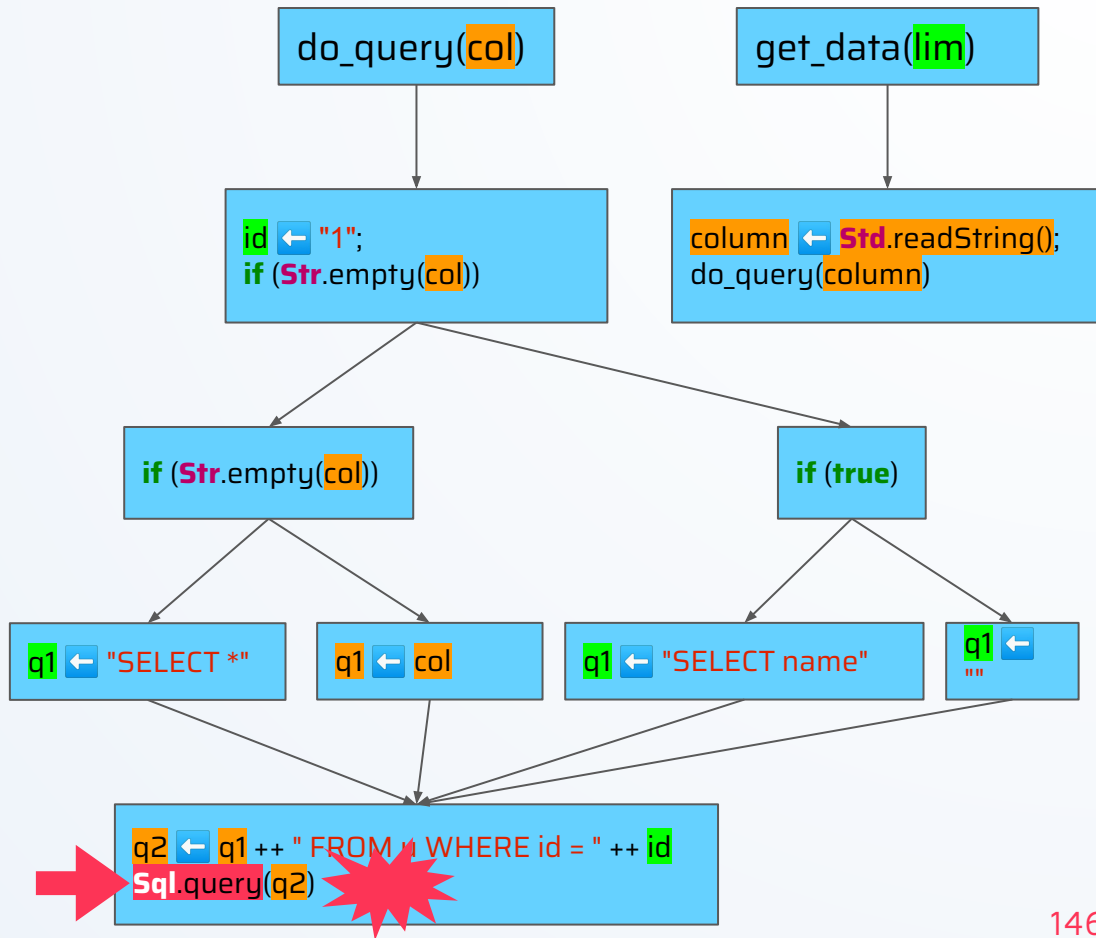 do_query(col)
get_data(lim)
id ⬅ "1";
if (Str.empty(col))
column ⬅ Std.readString();
do_query(column)
if (Str.empty(col))
if (true)
q1 ⬅ "SELECT *"
q1 ⬅ col
q1 ⬅ "SELECT name"
q1 ⬅
""
q2 ⬅ q1 ++ " FROM u WHERE id = " ++ id
Sql.query(q2)
146